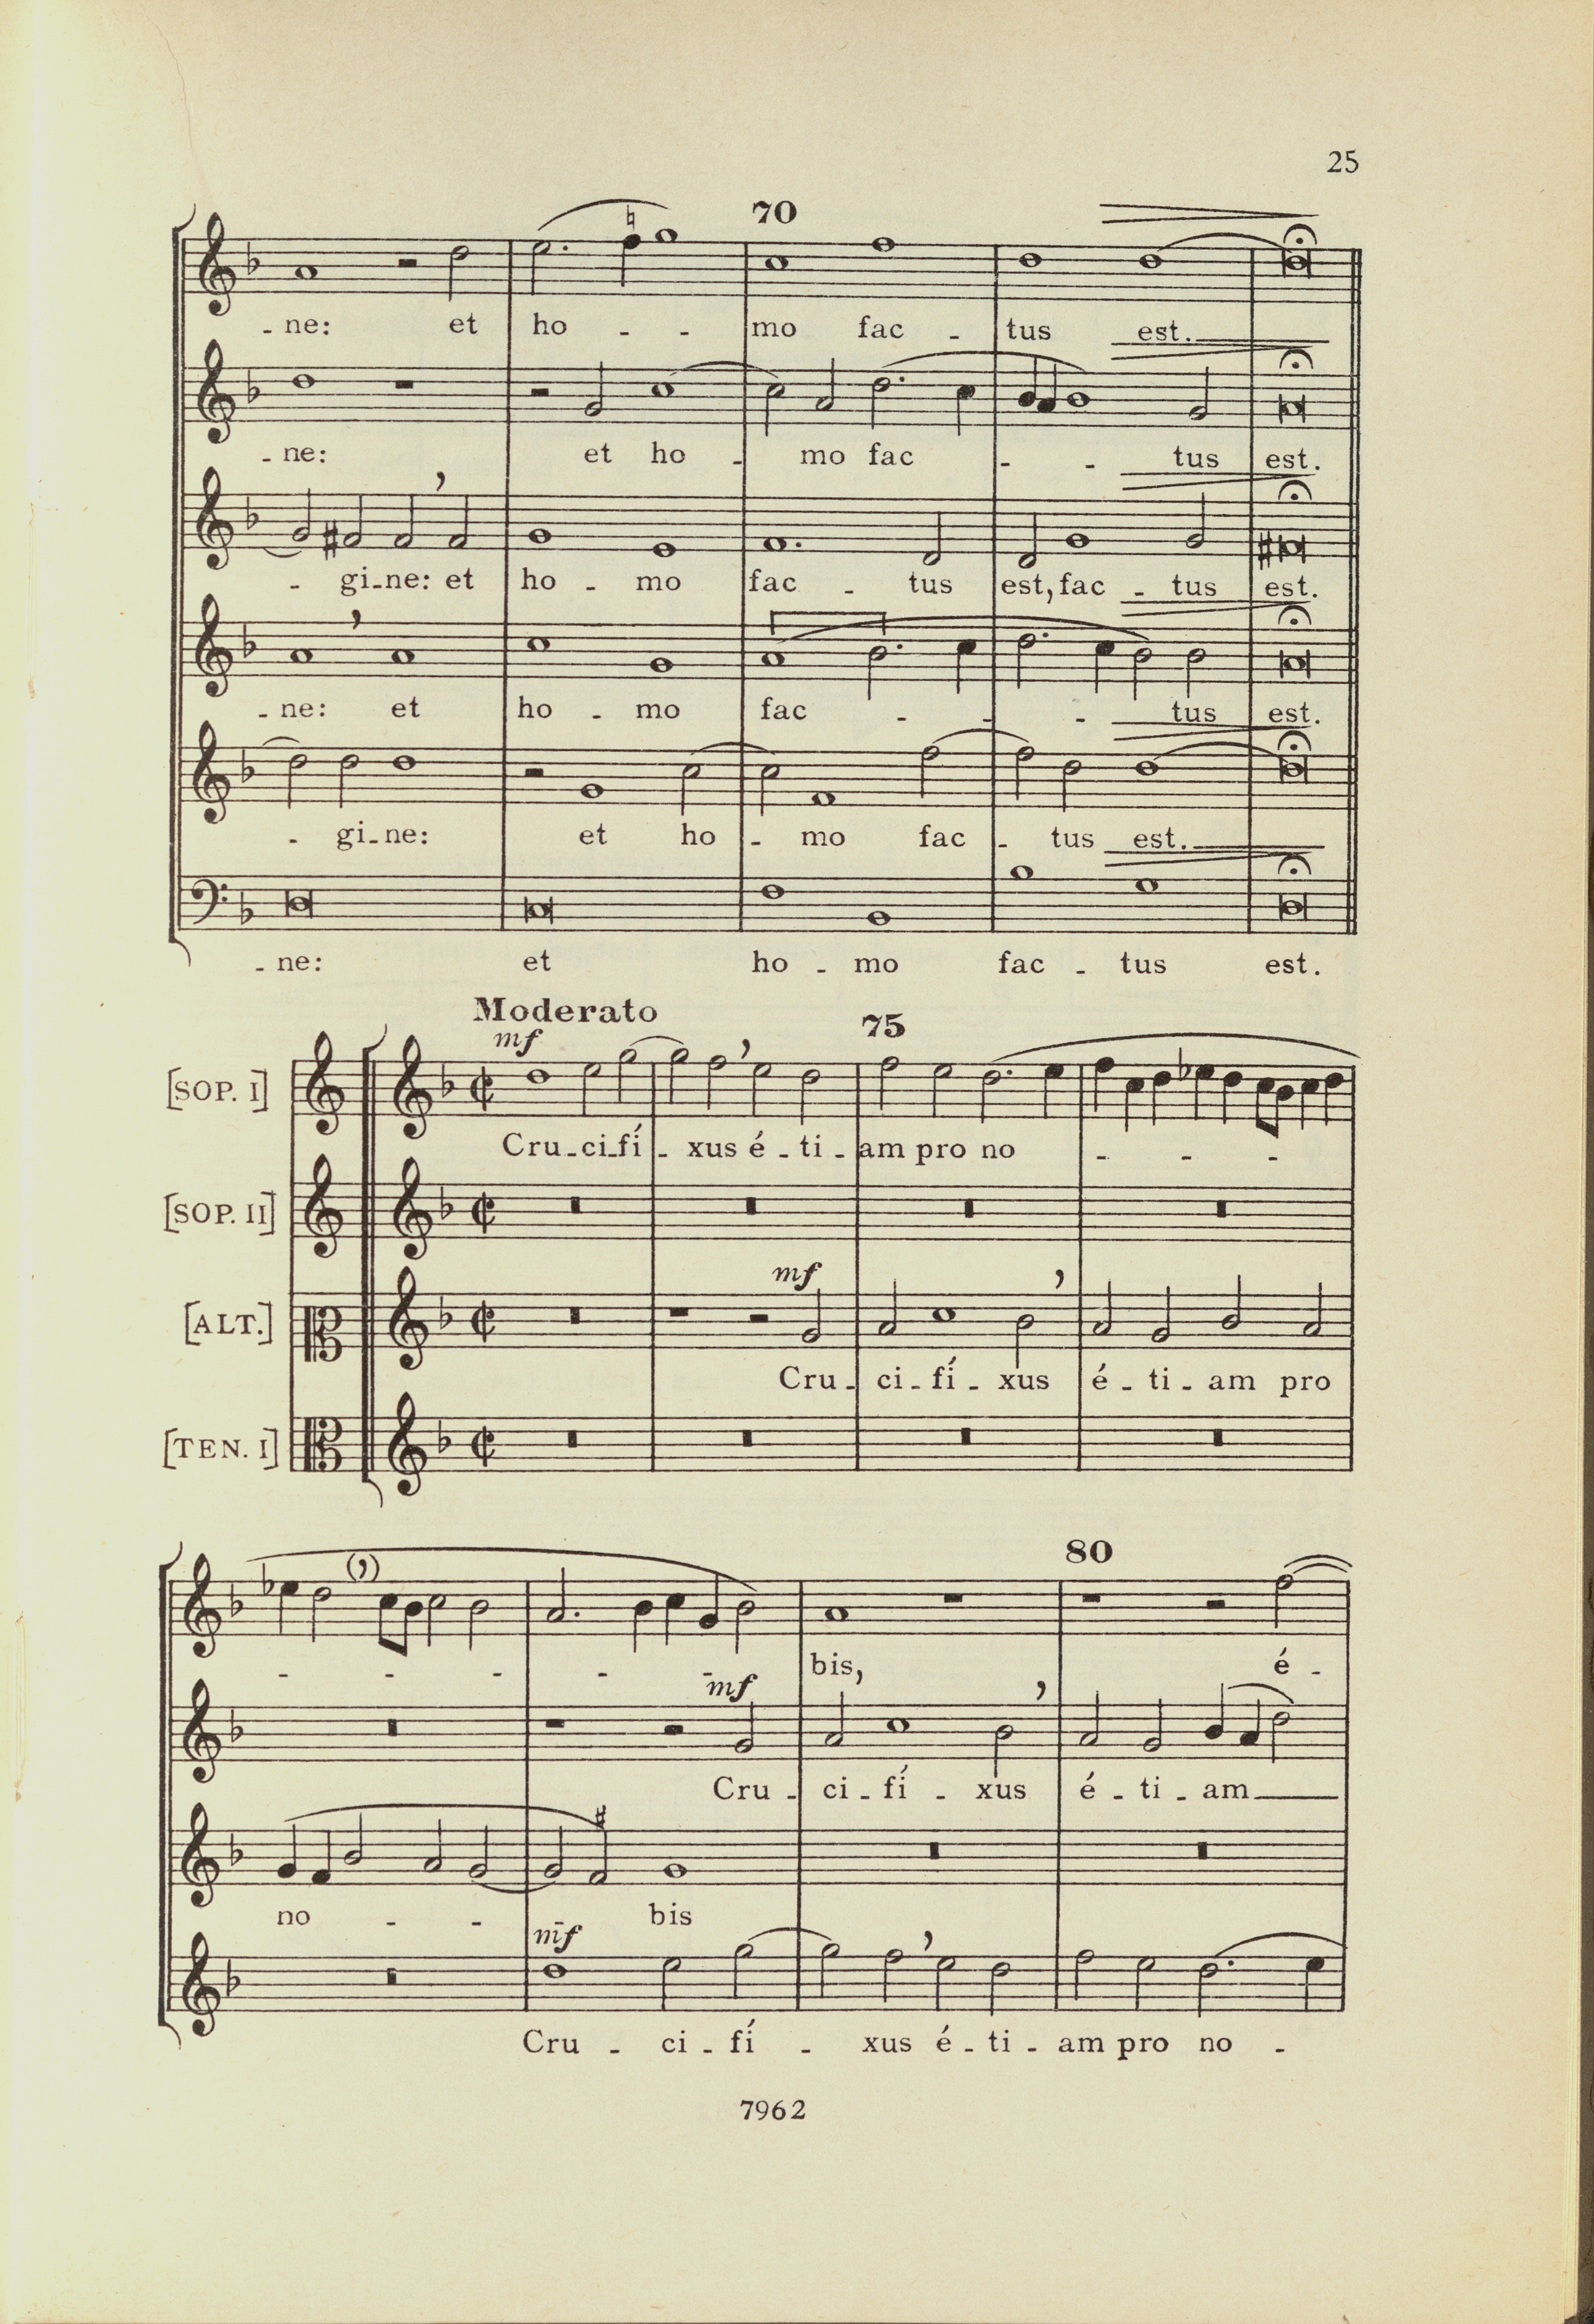 25
70
- ne: et ho - - mo fac - tus est.
- ne: et ho - mo fac - - tus est.
- gi - ne: et ho - mo fac - tus est, fac - tus est.
- ne: et ho - mo fac - - - tus est.
- gi - ne: et ho - mo fac - tus est.
- ne: et ho - mo fac - tus est.
Moderato
mf 75
[SOP. I]
Cru - ci - fí - xus é - ti - am pro no - - -
[SOP. II]
mf
[ALT.]
Cru - ci - fí - xus é - ti - am pro
[TEN. I]
80
- - - - - bis, é -
mf
Cru - ci - fí - xus é - ti - am
no - - - bis
mf
Cru - ci - fí - xus é - ti - am pro no -
7962